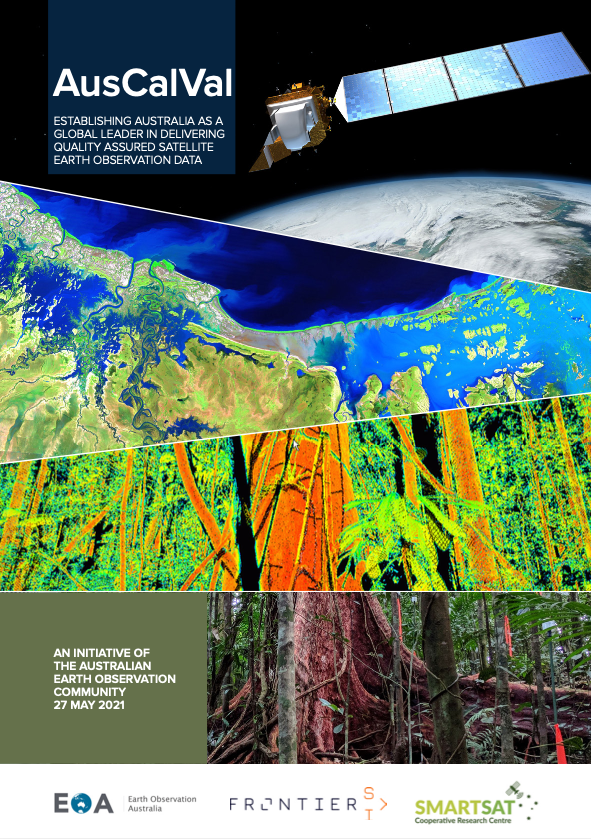 AusCalVal
ESTABLISHING AUSTRALIA AS A
GLOBAL LEADER IN DELIVERING
QUALITY ASSURED SATELLITE
EARTH OBSERVATION DATA
AN INITIATIVE OF
THE AUSTRALIAN
EARTH OBSERVATION
COMMUNITY
27 MAY 2021
EOA
Earth Observation
Australia
FRONTIER SI
SMARTSAT
Cooperative Research Centre